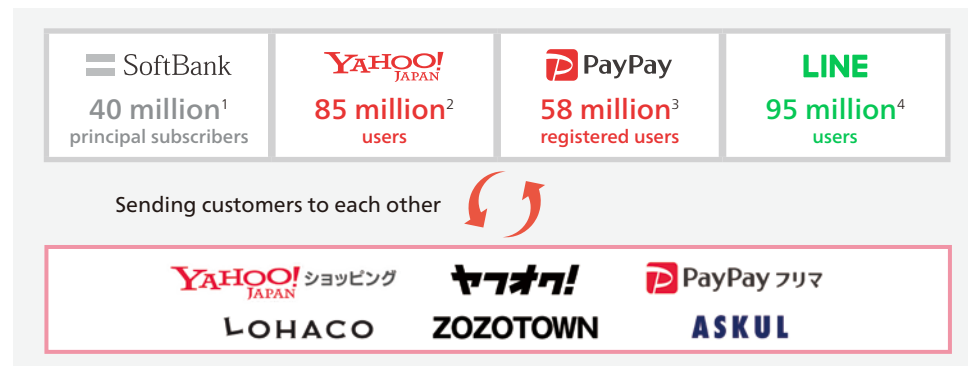 SoftBank
40 million1
principal subscribers
YAHOO!
JAPAN
85 million2
users
PayPay
58 million3
registered users
LINE
95 million4
users
Sending customers to each other
YAHOO! ショッピング
JAPAN
ヤフオク!
PayPay フリマ
LOHACO
ZOZOTOWN
ASKUL